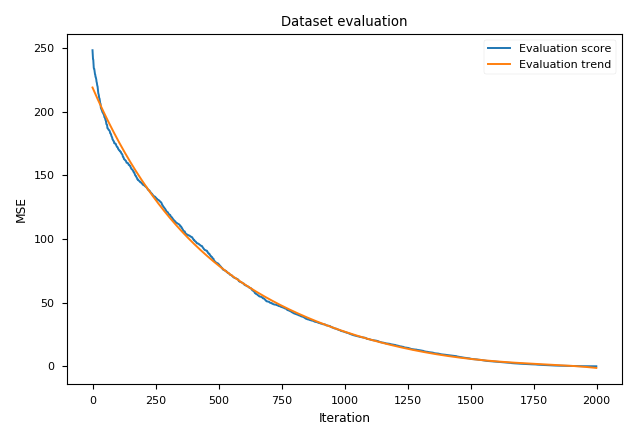 Dataset evaluation
Evaluation score
Evaluation trend
MSE
250
200
150
100
50
0
0 250 500 750 1000 1250 1500 1750 2000
Iteration